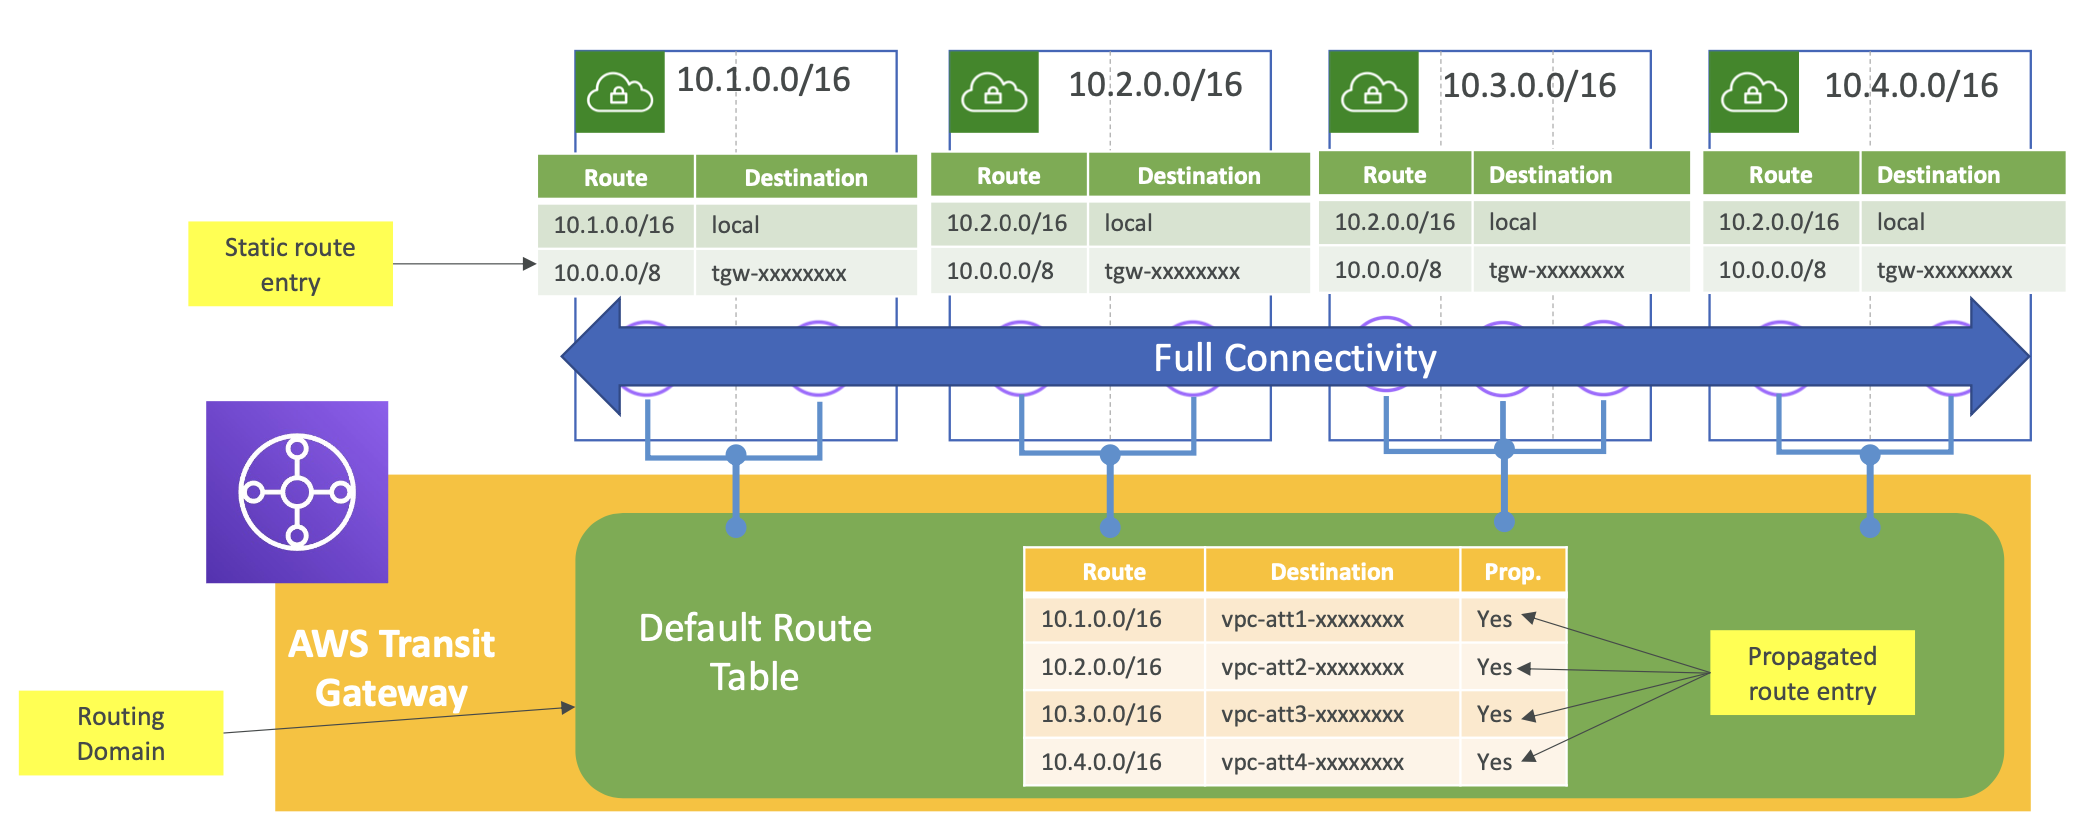 10.1.0.0/16
10.2.0.0/16
10.3.0.0/16
10.4.0.0/16
Route Destination
10.1.0.0/16 local
10.0.0.0/8 tgw-xxxxxxxx
Route Destination
10.2.0.0/16 local
10.0.0.0/8 tgw-xxxxxxxx
Route Destination
10.2.0.0/16 local
10.0.0.0/8 tgw-xxxxxxxx
Route Destination
10.2.0.0/16 local
10.0.0.0/8 tgw-xxxxxxxx
Static route
entry
Full Connectivity
AWS Transit
Gateway
Routing
Domain
Default Route
Table
Route Destination Prop.
10.1.0.0/16 vpc-att1-xxxxxxxx Yes
10.2.0.0/16 vpc-att2-xxxxxxxx Yes
10.3.0.0/16 vpc-att3-xxxxxxxx Yes
10.4.0.0/16 vpc-att4-xxxxxxxx Yes
Propagated
route entry